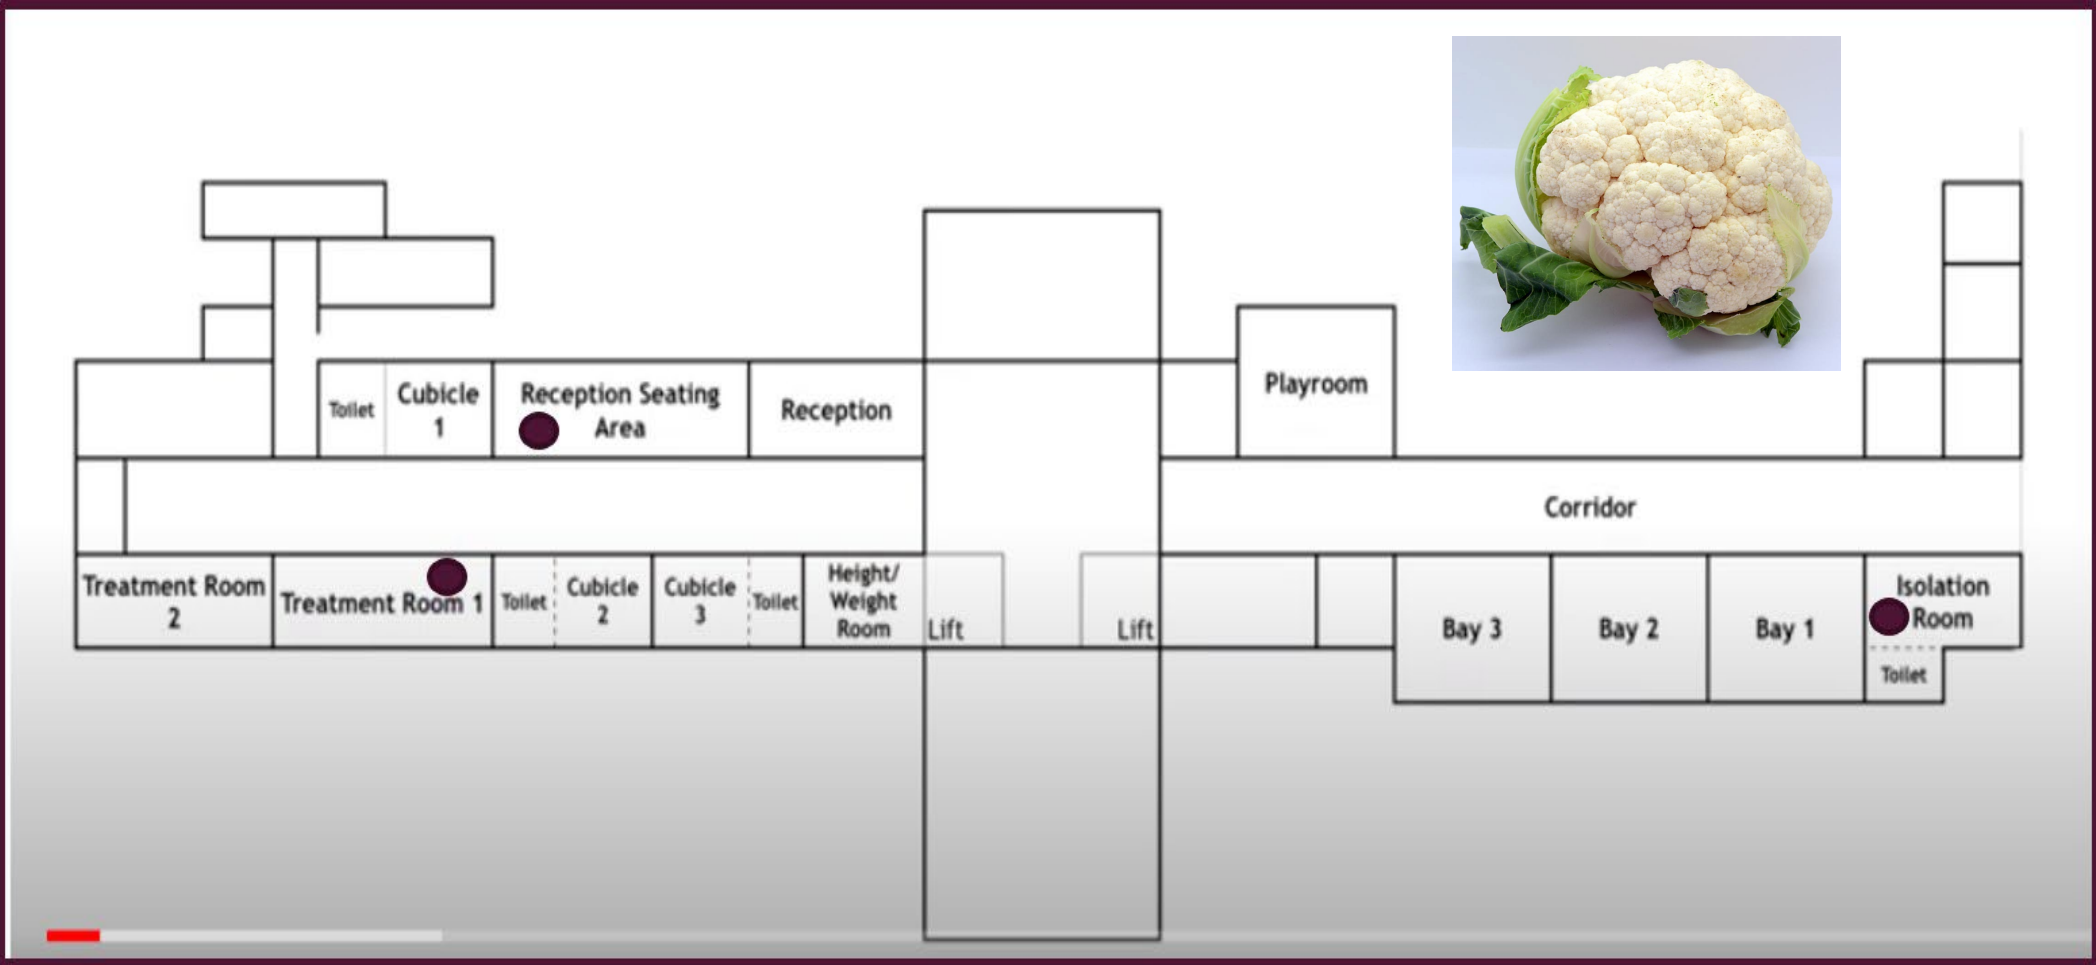 Toilet
Cubicle
1
Reception Seating
Area
Reception
Playroom
Corridor
Treatment Room
2
Treatment Room 1
Toilet
Cubicle
2
Cubicle
3
Toilet
Height/
Weight
Room
Lift
Lift
Bay 3
Bay 2
Bay 1
Isolation
Room
Toilet